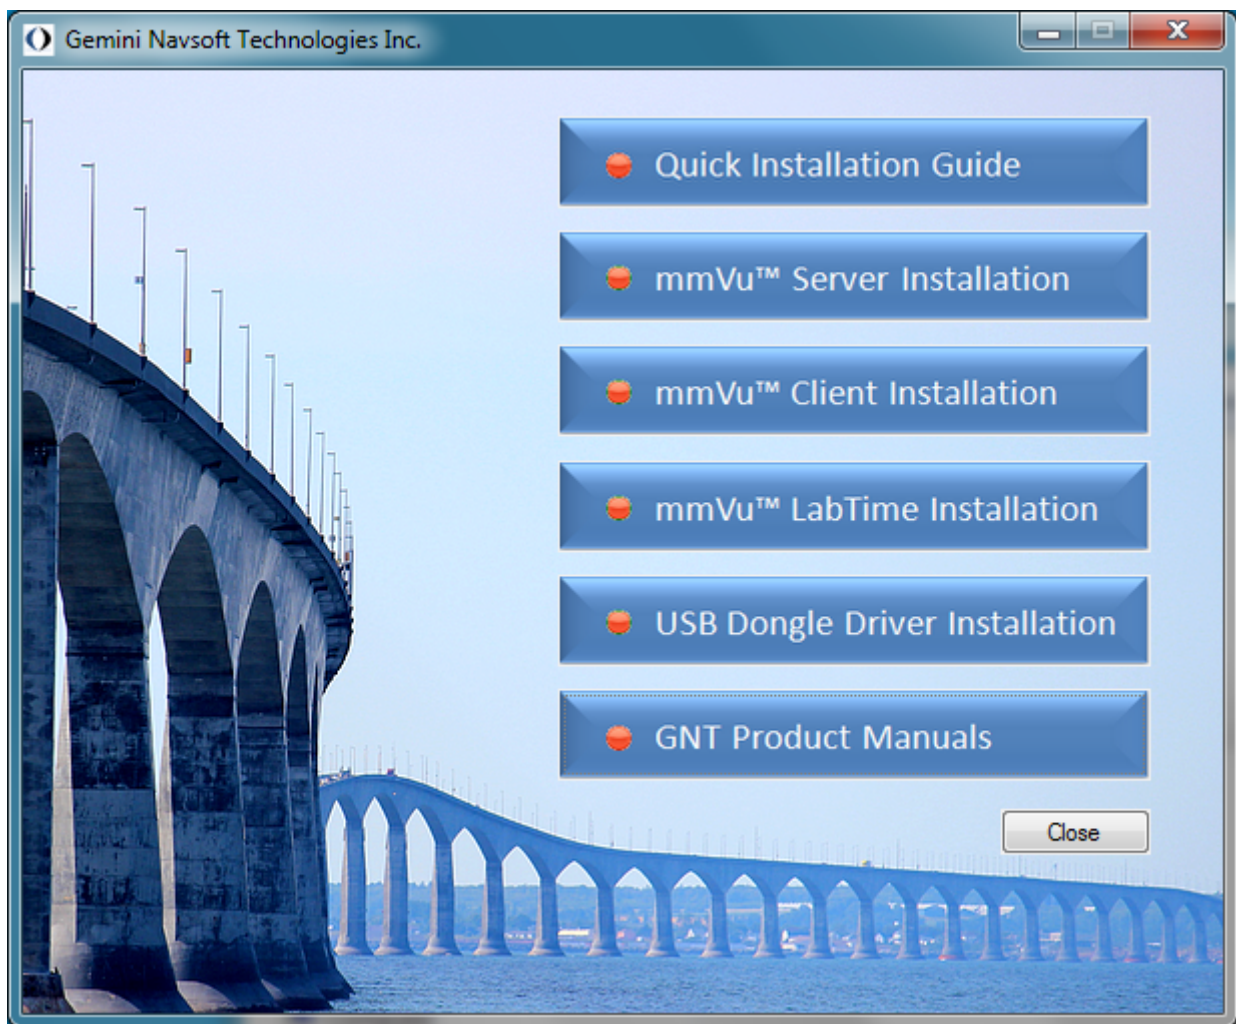 Gemini Navsoft Technologies Inc.
Quick Installation Guide
mmVu™ Server Installation
mmVu™ Client Installation
mmVu™ LabTime Installation
USB Dongle Driver Installation
GNT Product Manuals
Close